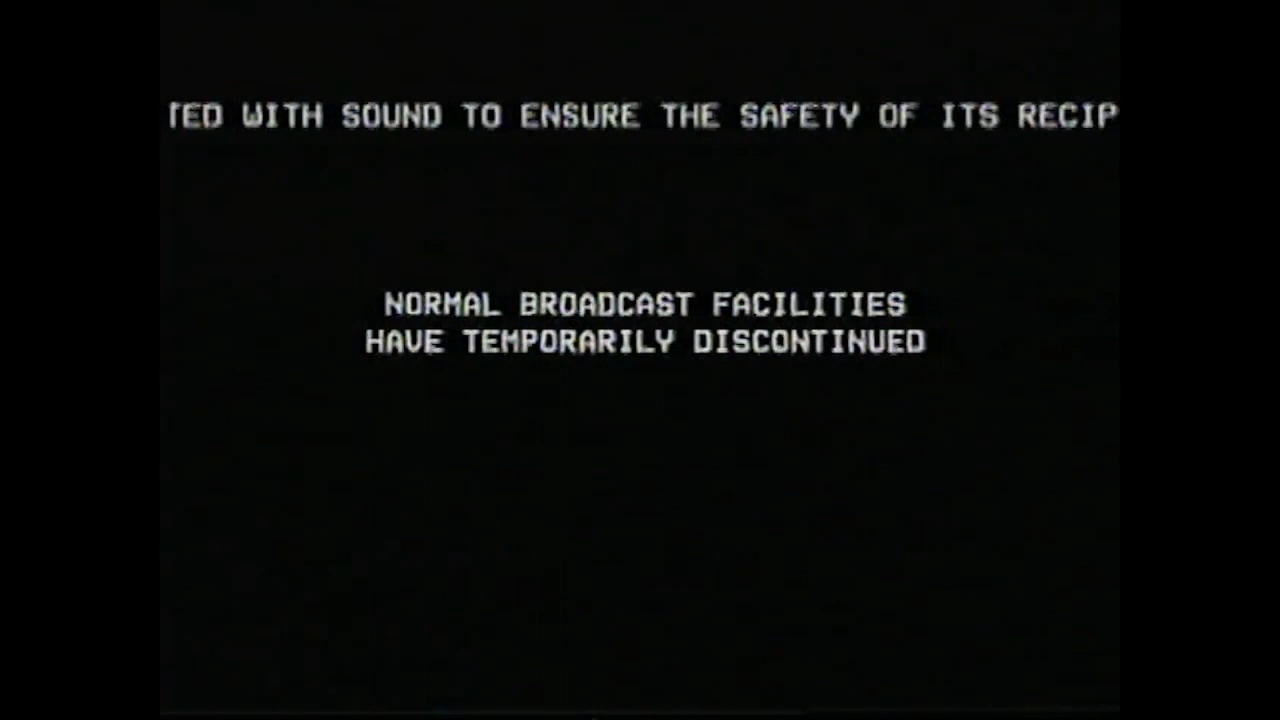 TED WITH SOUND TO ENSURE THE SAFETY OF ITS RECIP
NORMAL BROADCAST FACILITIES
HAVE TEMPORARILY DISCONTINUED